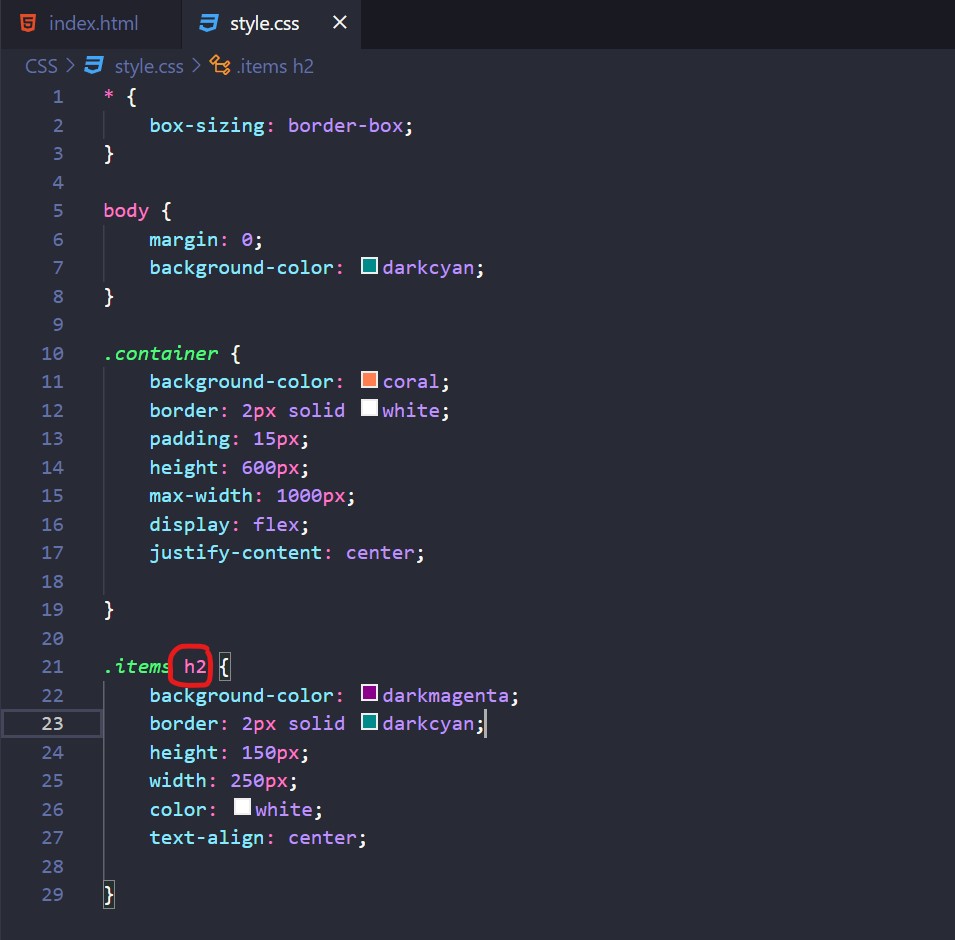 index.html style.css ×
CSS > style.css > .items h2
1 * {
2     box-sizing: border-box;
3 }
4
5 body {
6     margin: 0;
7     background-color: darkcyan;
8 }
9
10 .container {
11     background-color: coral;
12     border: 2px solid white;
13     padding: 15px;
14     height: 600px;
15     max-width: 1000px;
16     display: flex;
17     justify-content: center;
18
19 }
20
21 .items h2 {
22     background-color: darkmagenta;
23     border: 2px solid darkcyan;
24     height: 150px;
25     width: 250px;
26     color: white;
27     text-align: center;
28
29 }